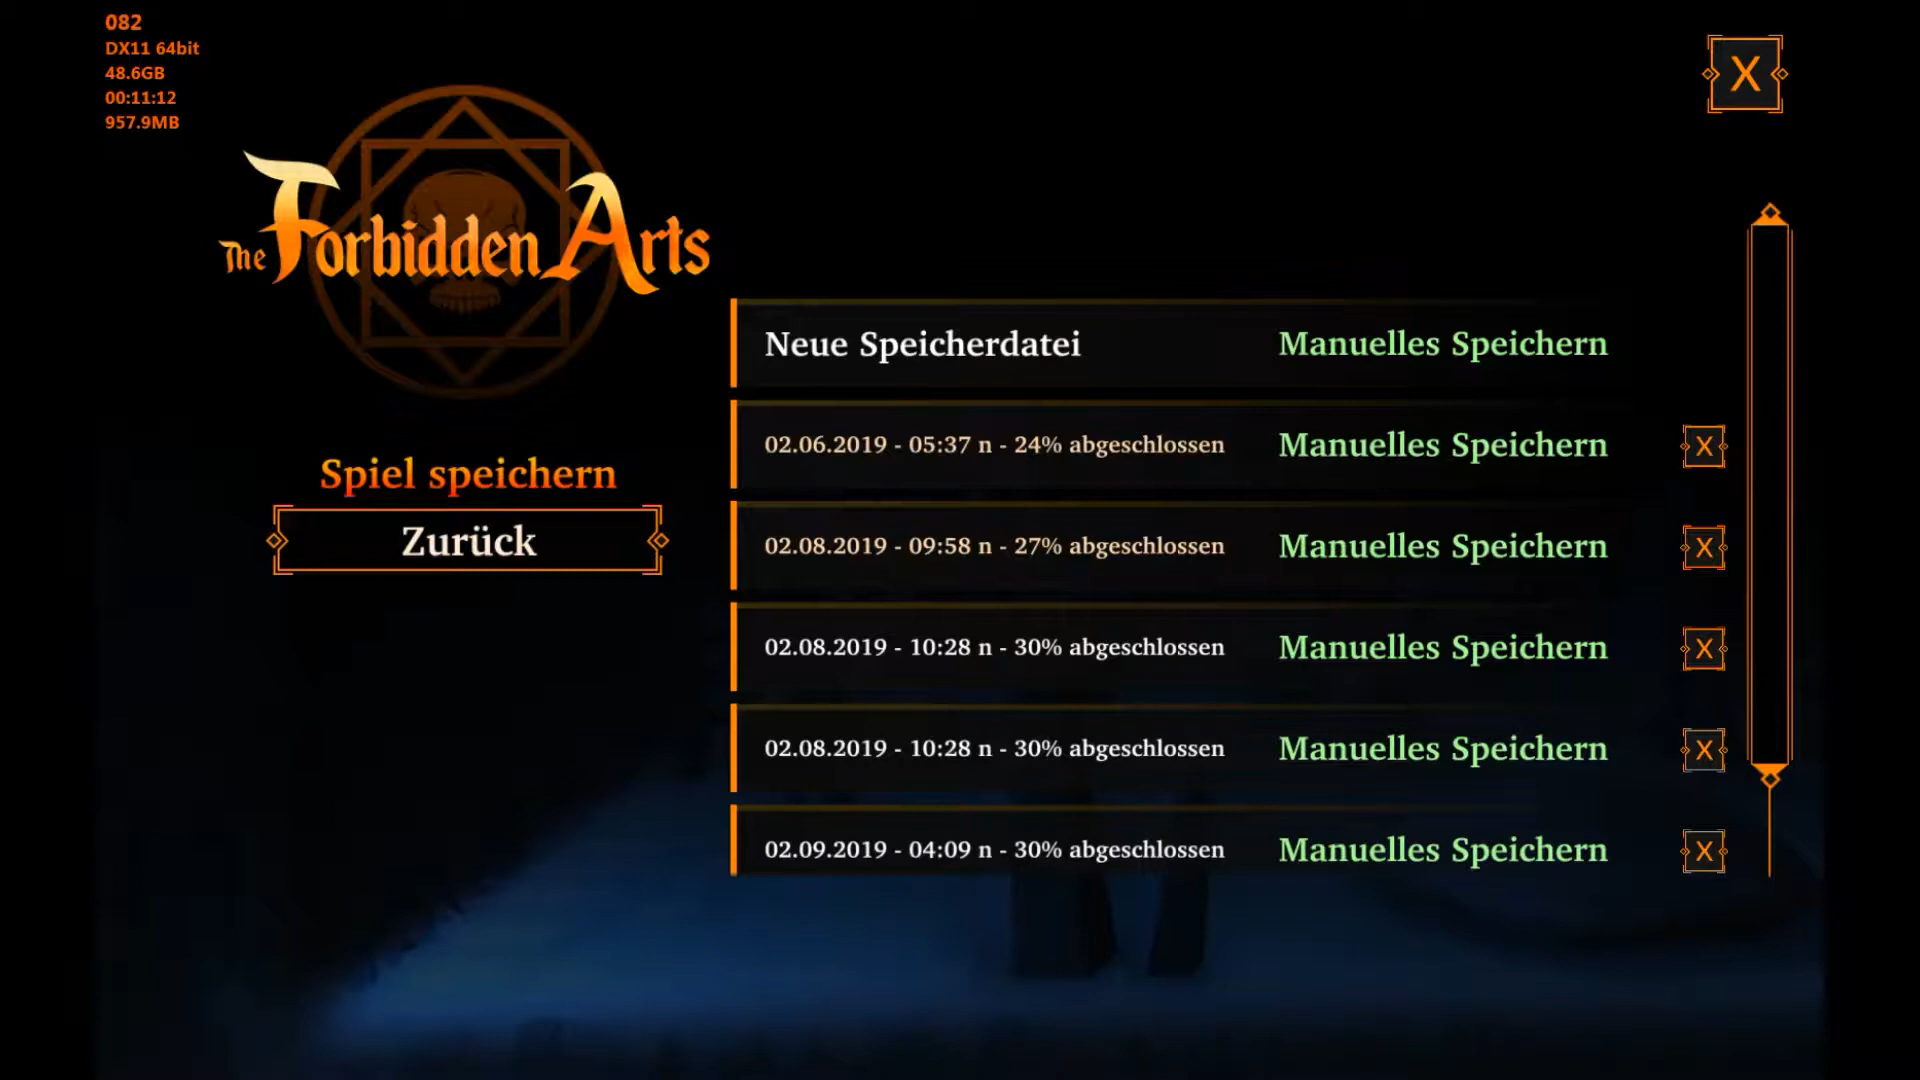 082
DX11 64bit
48.6GB
00:11:12
957.9MB
X
The Forbidden Arts
Spiel speichern
Zurück
Neue Speicherdatei Manuelles Speichern
02.06.2019 - 05:37 n - 24% abgeschlossen Manuelles Speichern X
02.08.2019 - 09:58 n - 27% abgeschlossen Manuelles Speichern X
02.08.2019 - 10:28 n - 30% abgeschlossen Manuelles Speichern X
02.08.2019 - 10:28 n - 30% abgeschlossen Manuelles Speichern X
02.09.2019 - 04:09 n - 30% abgeschlossen Manuelles Speichern X